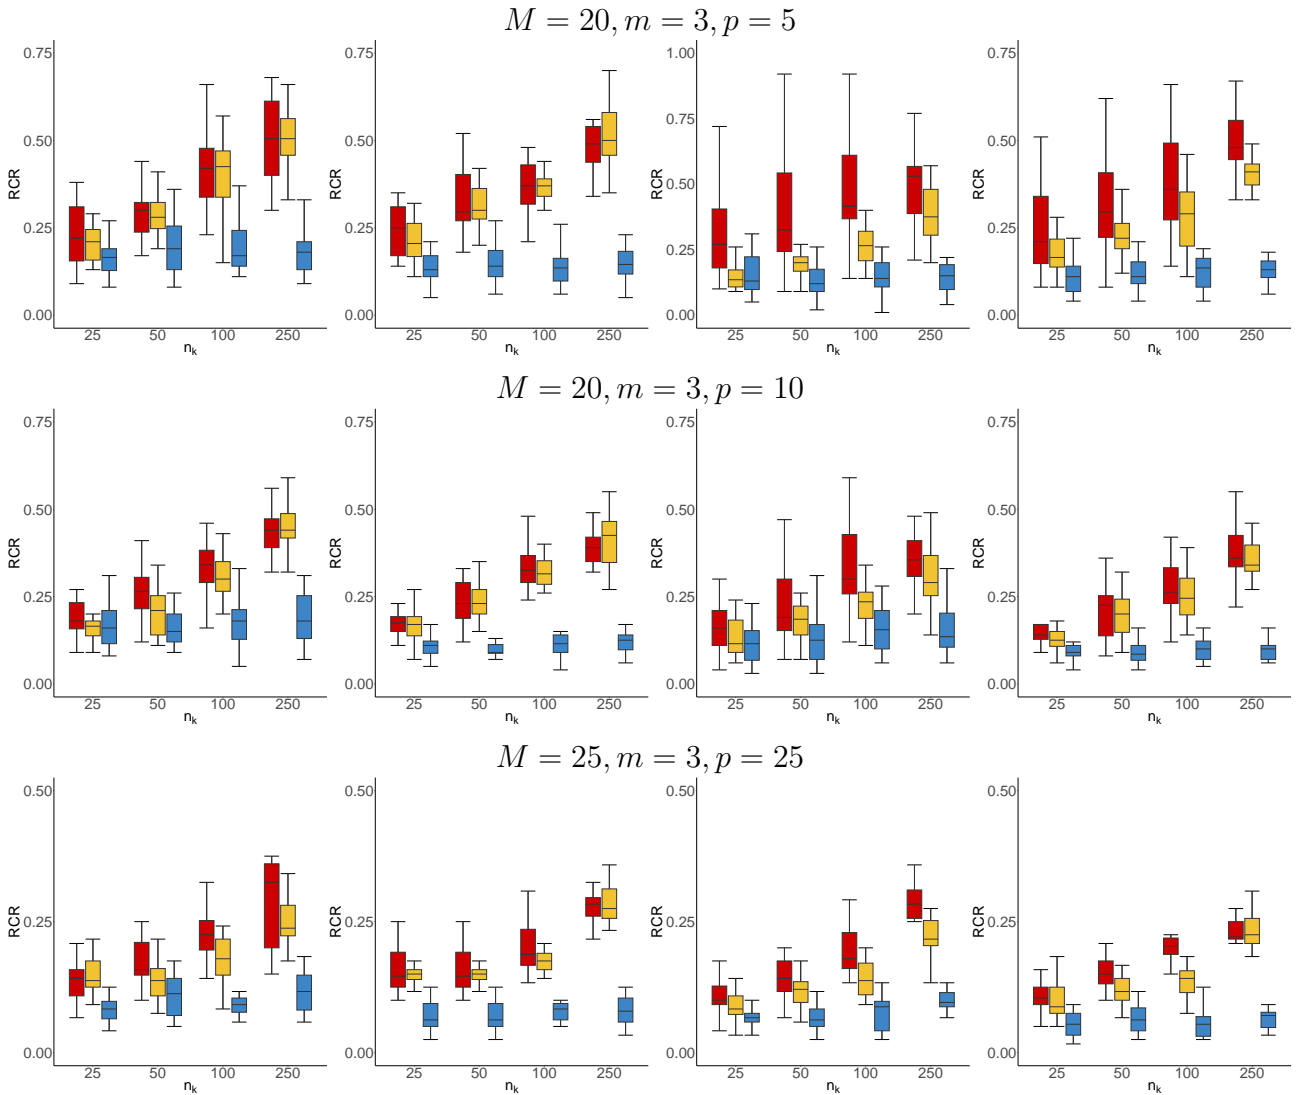 M = 20, m = 3, p = 5
0.75 0.75 1.00 0.75
0.75
0.50 0.50 0.50 0.50
0.25 0.25 0.25 0.25
0.00 0.00 0.00 0.00
RCR RCR RCR RCR
25 50 100 250 25 50 100 250 25 50 100 250 25 50 100 250
n_k n_k n_k n_k
M = 20, m = 3, p = 10
0.75 0.75 0.75 0.75
0.50 0.50 0.50 0.50
0.25 0.25 0.25 0.25
0.00 0.00 0.00 0.00
RCR RCR RCR RCR
25 50 100 250 25 50 100 250 25 50 100 250 25 50 100 250
n_k n_k n_k n_k
M = 25, m = 3, p = 25
0.50 0.50 0.50 0.50
0.25 0.25 0.25 0.25
0.00 0.00 0.00 0.00
RCR RCR RCR RCR
25 50 100 250 25 50 100 250 25 50 100 250 25 50 100 250
n_k n_k n_k n_k